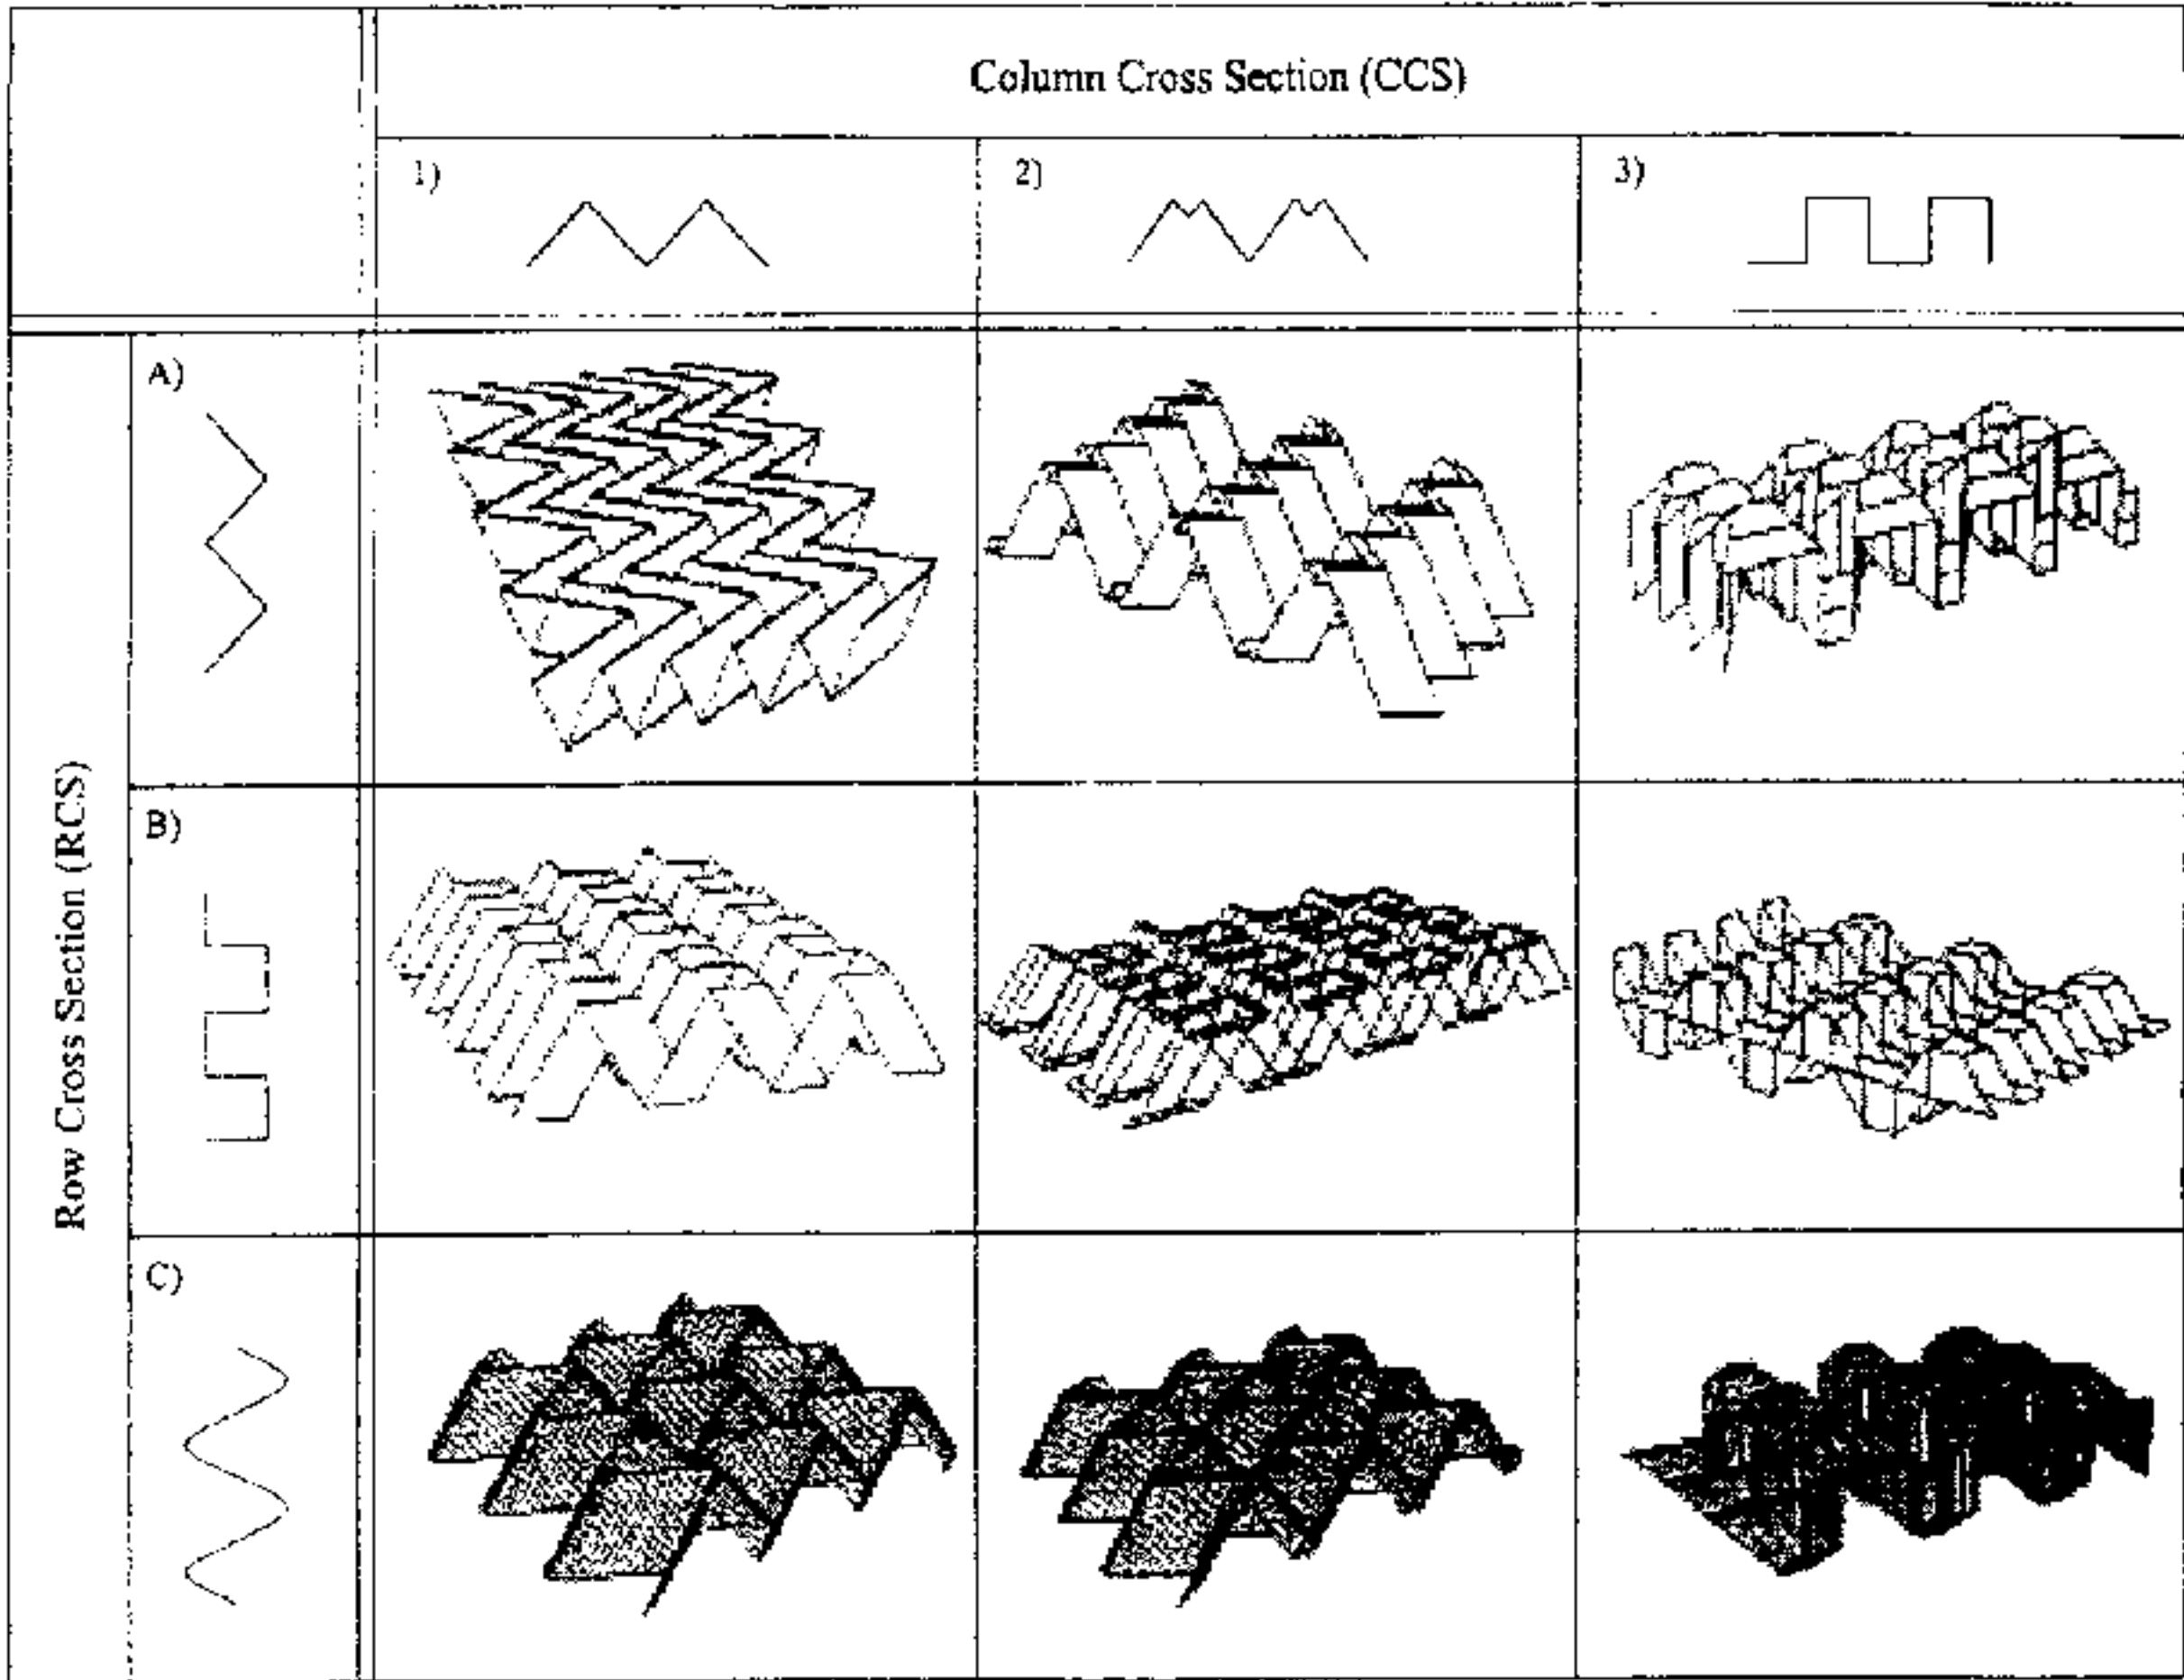 Column Cross Section (CCS)
1)
2)
3)
A)
Row Cross Section (RCS)
B)
C)